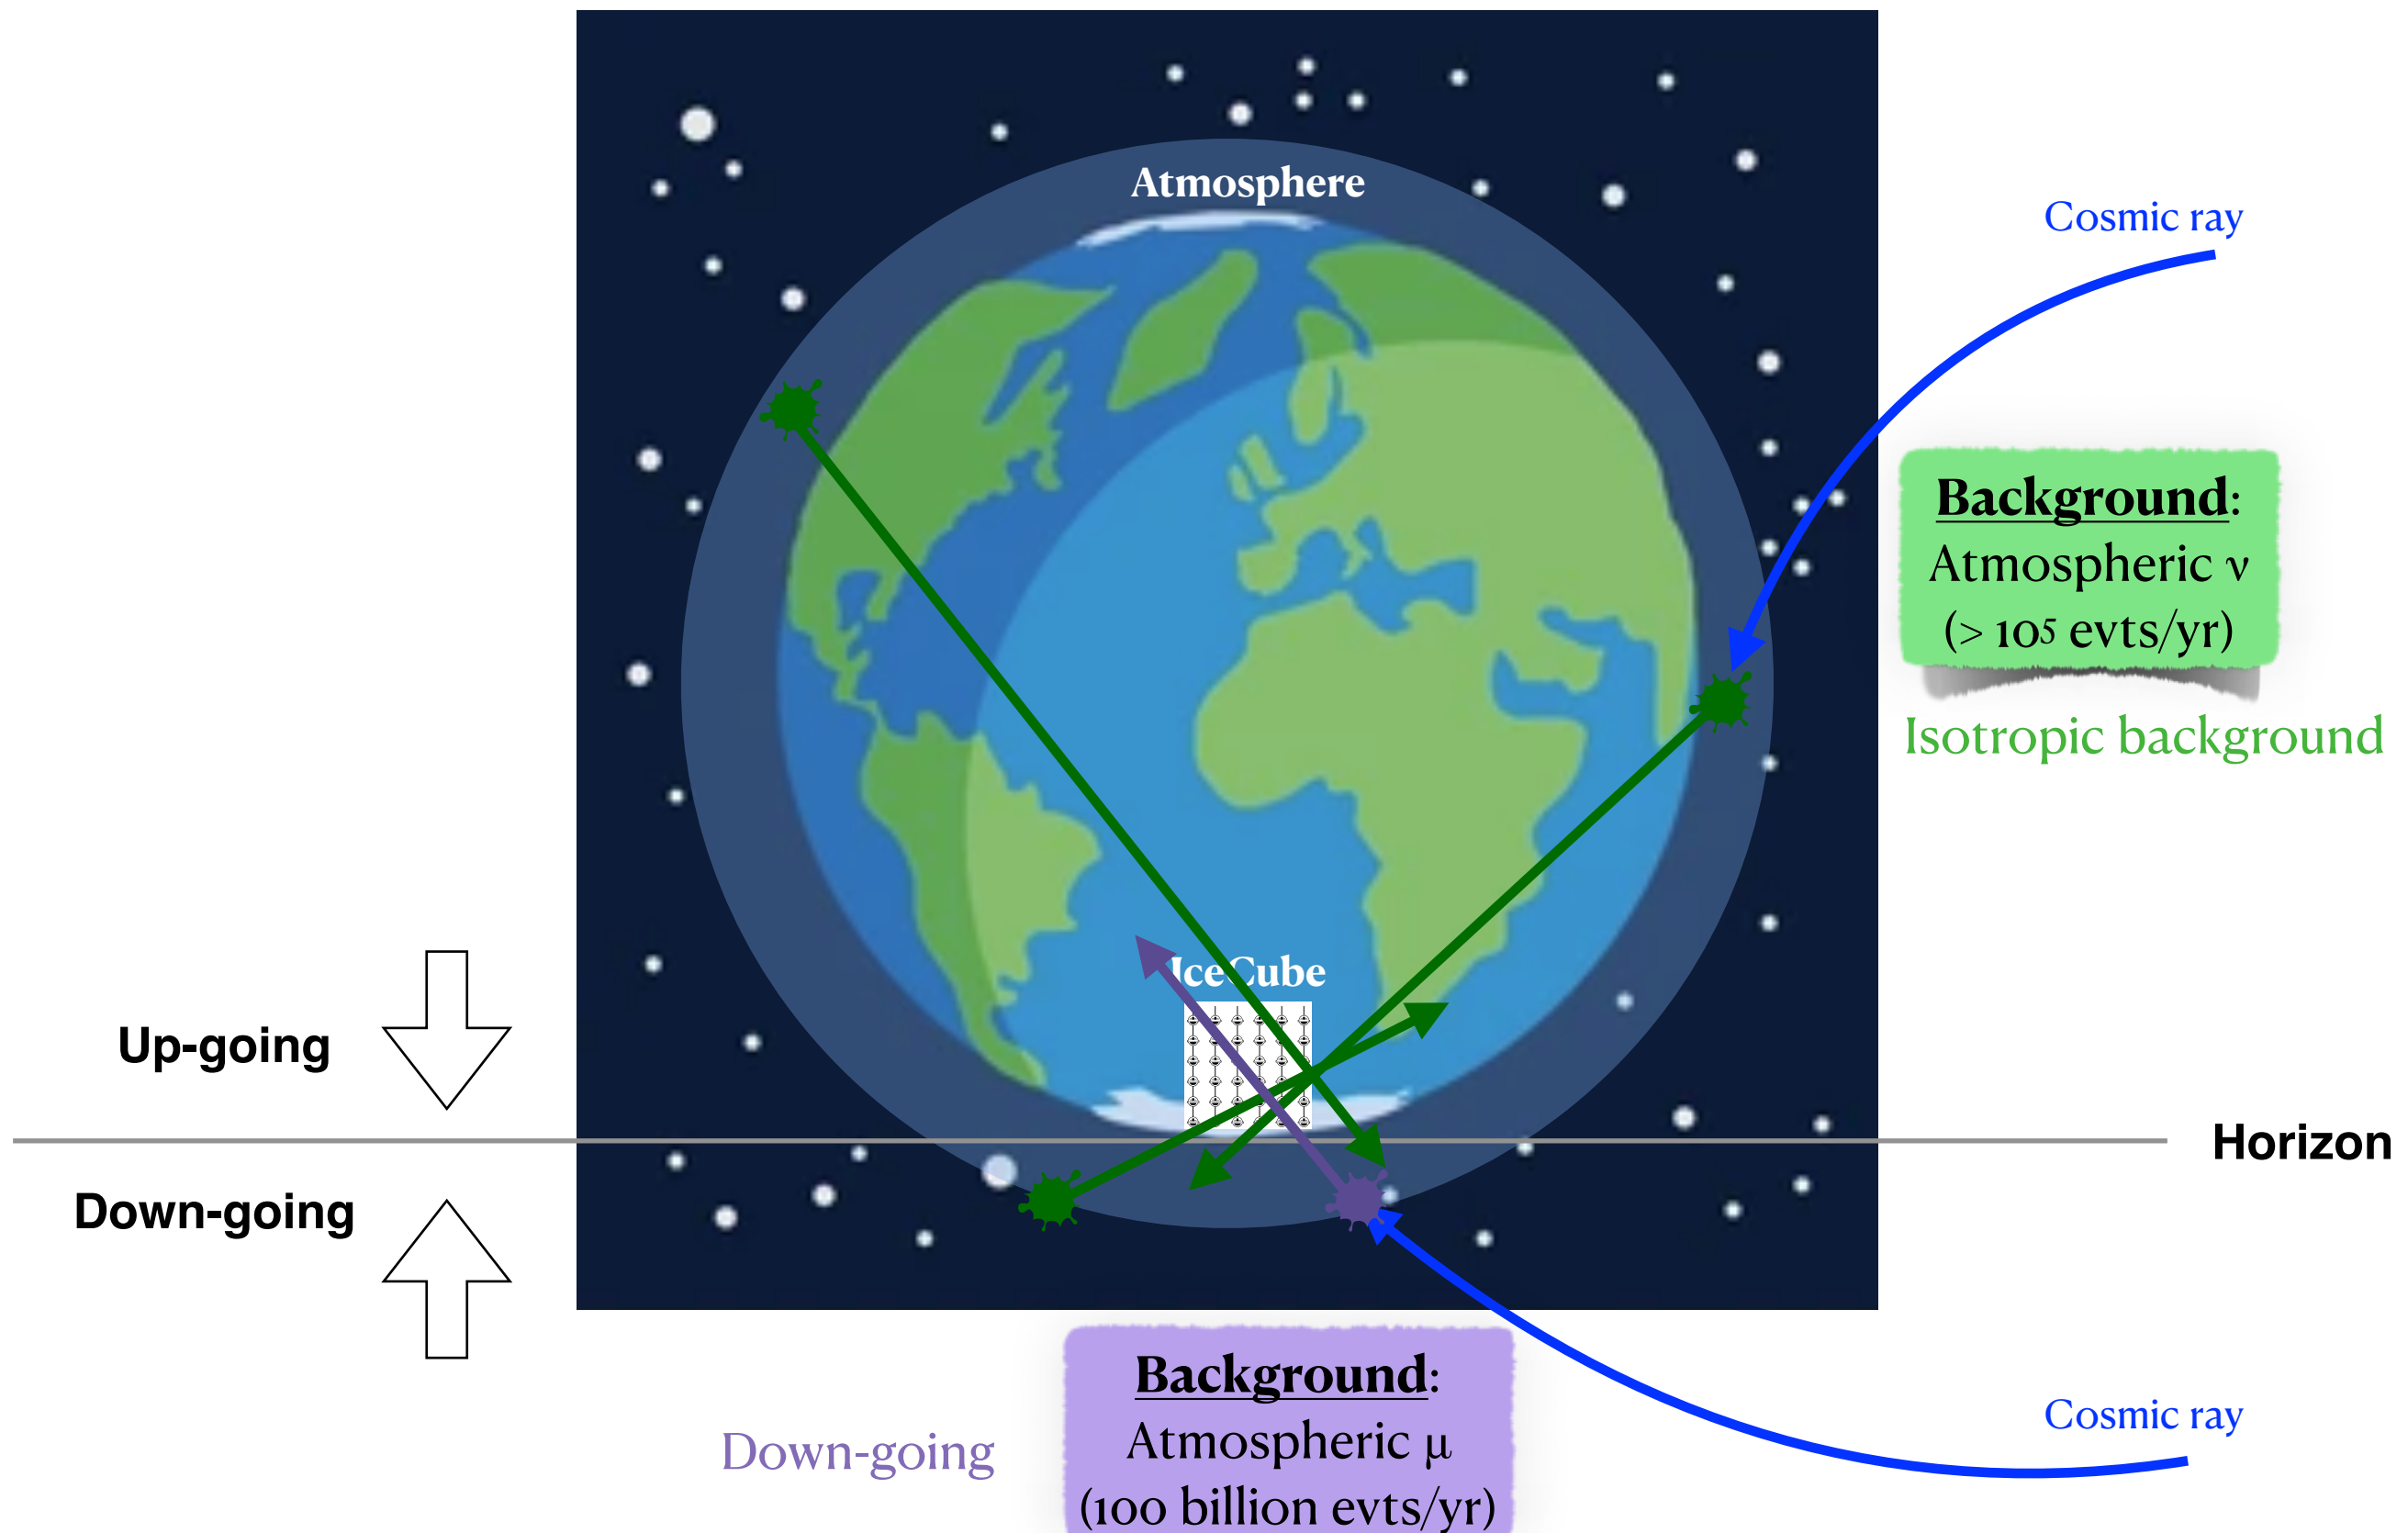 Atmosphere
Cosmic ray
Background:
Atmospheric ν
(> 10⁵ evts/yr)
Isotropic background
IceCube
Up-going
Horizon
Down-going
Background:
Atmospheric μ
(100 billion evts/yr)
Down-going
Cosmic ray